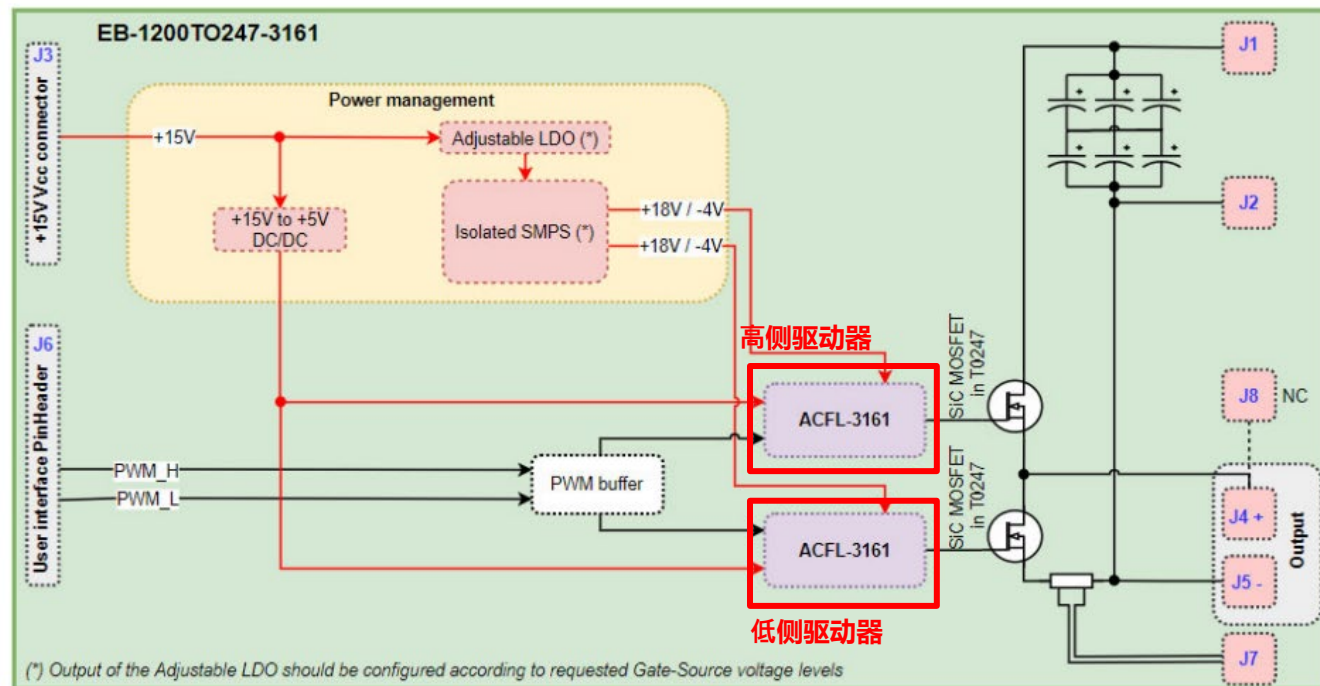 EB-1200TO247-3161
J3
+15V Vcc connector
Power management
+15V
Adjustable LDO (*)
+15V to +5V
DC/DC
Isolated SMPS (*)
+18V / -4V
+18V / -4V
J6
User interface PinHeader
PWM_H
PWM_L
PWM buffer
高侧驱动器
ACFL-3161
SiC MOSFET
in T0247
ACFL-3161
低侧驱动器
SiC MOSFET
in T0247
J1
+ + +
+ + +
J2
J8 NC
J4 +
J5 -
Output
J7
(*) Output of the Adjustable LDO should be configured according to requested Gate-Source voltage levels